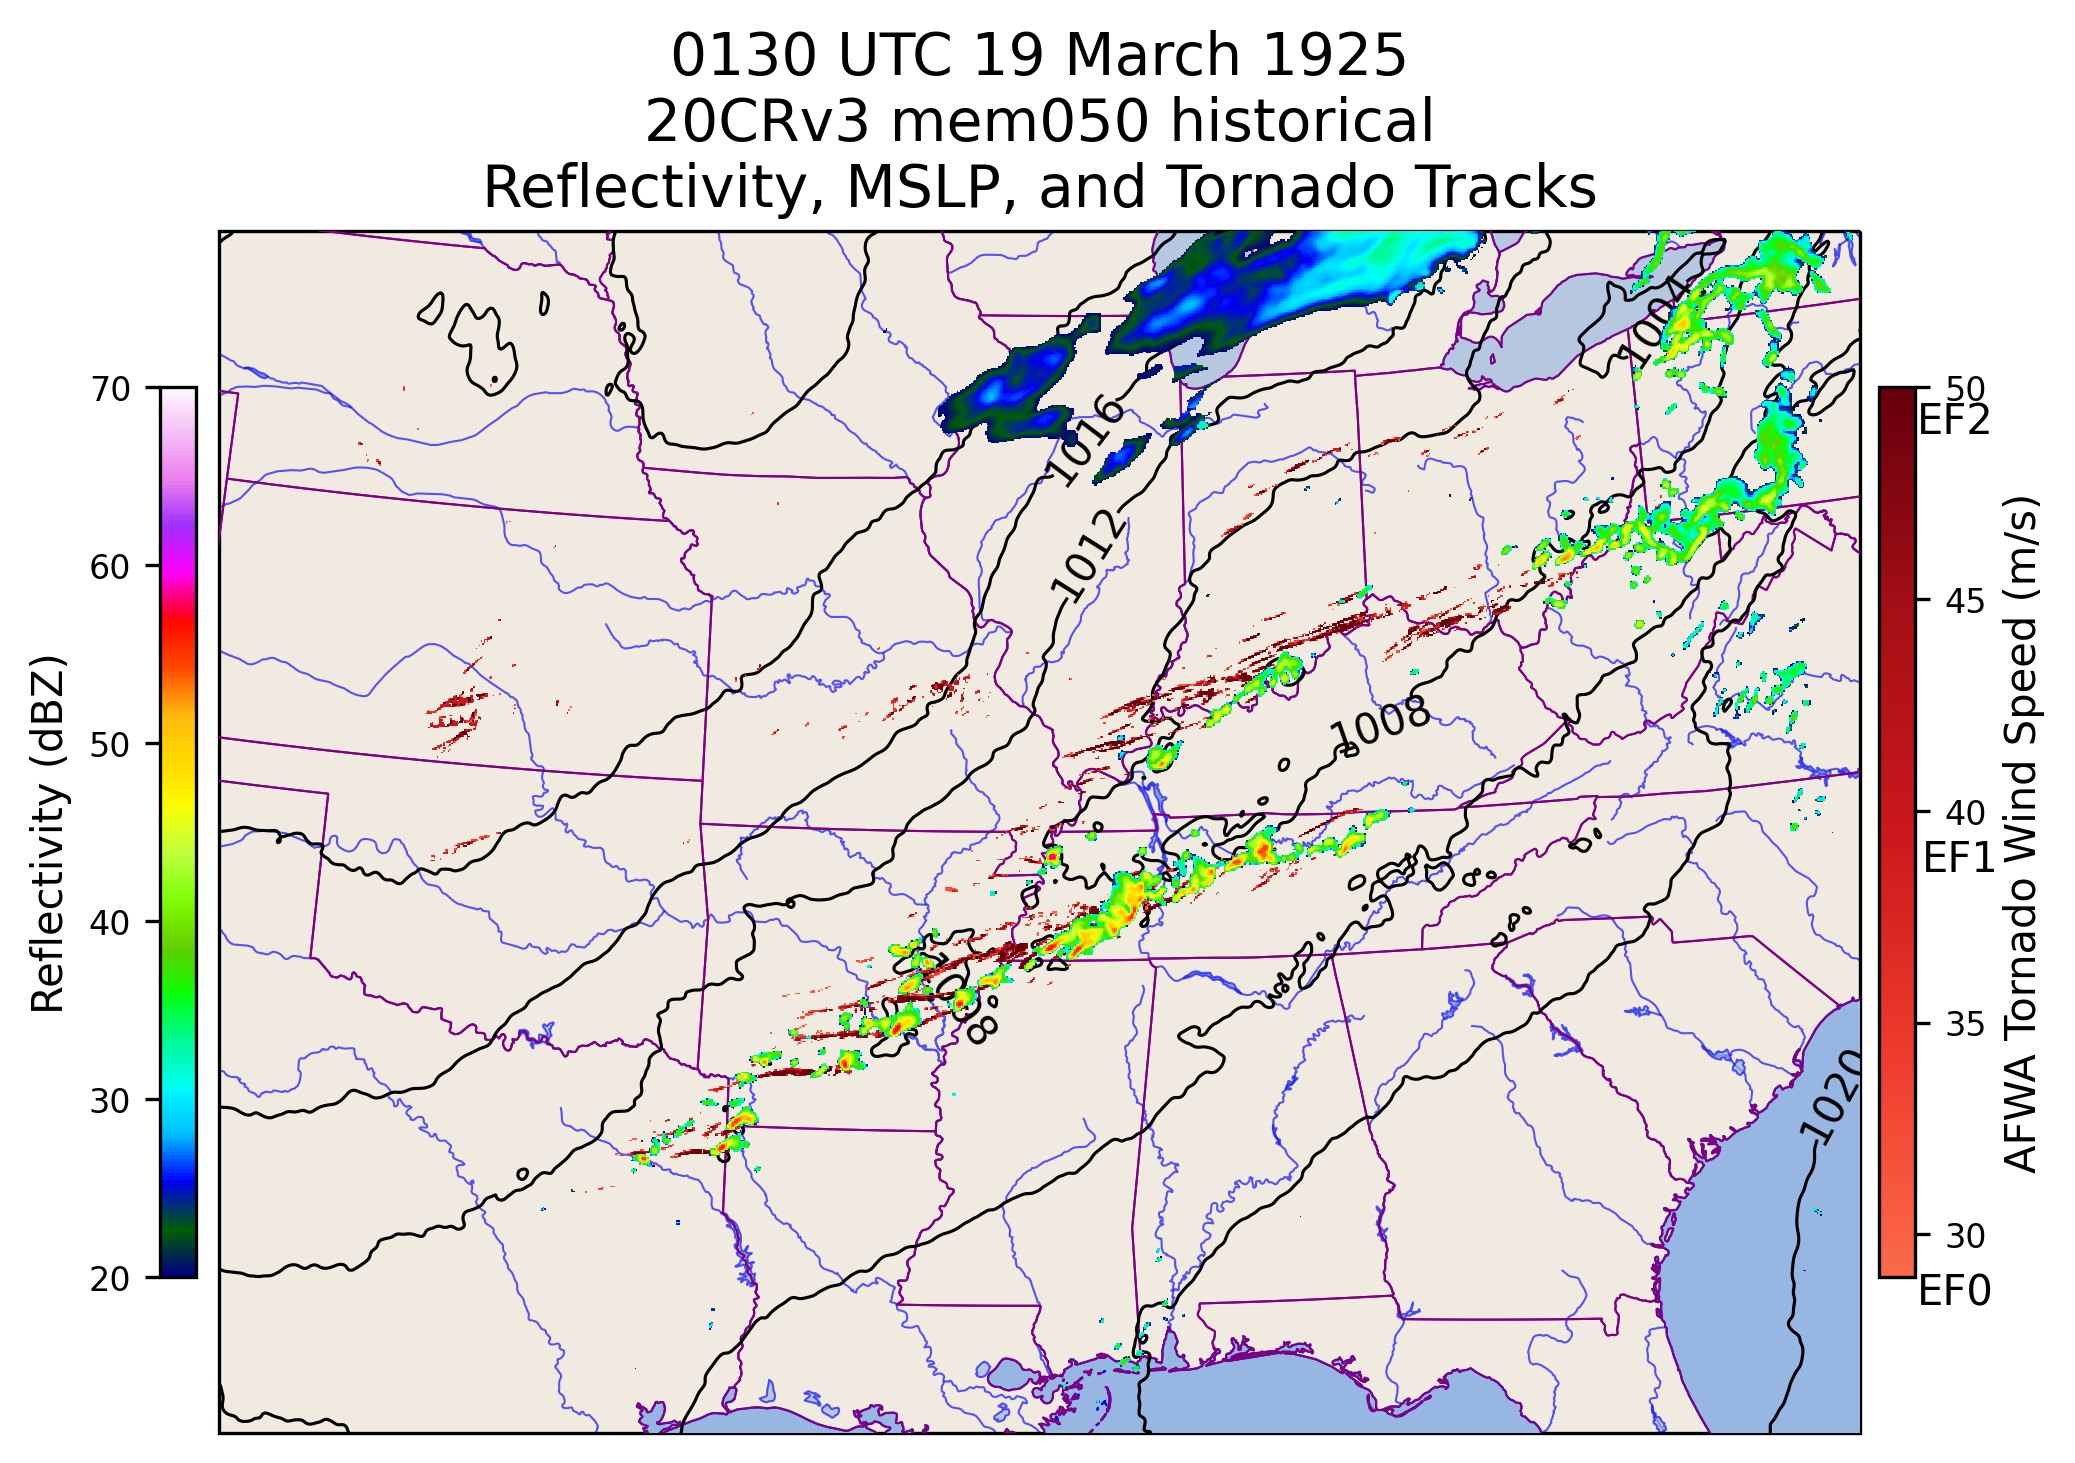 0130 UTC 19 March 1925
20CRv3 mem050 historical
Reflectivity, MSLP, and Tornado Tracks
Reflectivity (dBZ)
70
60
50
40
30
20
1004
1016
1012
1008
1008
1020
50
EF2
45
40
EF1
35
30
EF0
AFWA Tornado Wind Speed (m/s)